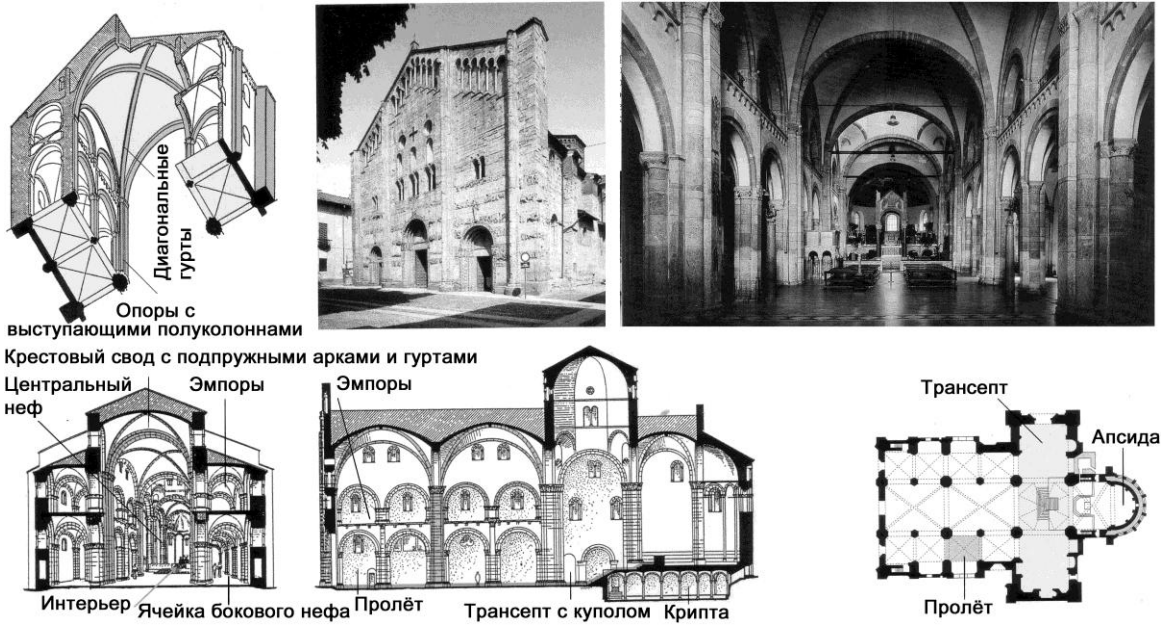 Диагональные
гурты
Опоры с
выступающими полуколоннами
Крестовый свод с подпружными арками и гуртами
Центральный
неф
Эмпоры
Эмпоры
Трансепт
Апсида
Интерьер
Ячейка бокового нефа
Пролёт
Трансепт с куполом
Крипта
Пролёт